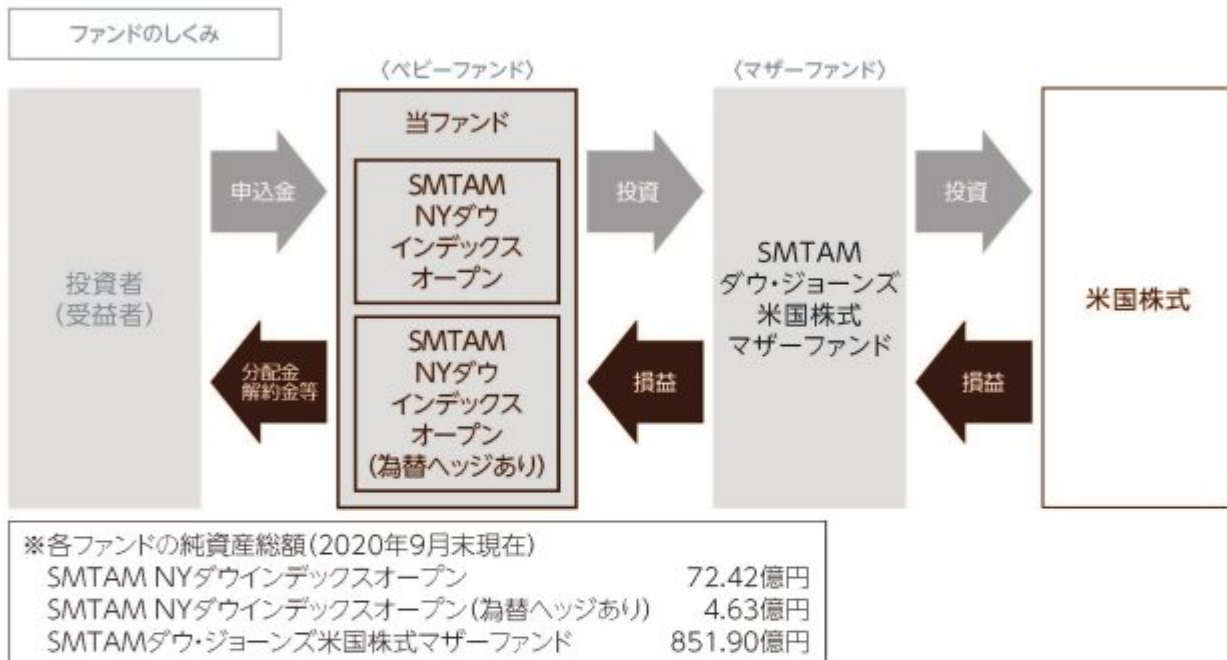 ファンドのしくみ
〈ベビーファンド〉
〈マザーファンド〉
投資者
(受益者)
申込金
分配金
解約金等
当ファンド
SMTAM
NYダウ
インデックス
オープン
SMTAM
NYダウ
インデックス
オープン
(為替ヘッジあり)
投資
損益
SMTAM
ダウ・ジョーンズ
米国株式
マザーファンド
投資
損益
米国株式
※各ファンドの純資産総額(2020年9月末現在)
SMTAM NYダウインデックスオープン 72.42億円
SMTAM NYダウインデックスオープン(為替ヘッジあり) 4.63億円
SMTAMダウ・ジョーンズ米国株式マザーファンド 851.90億円